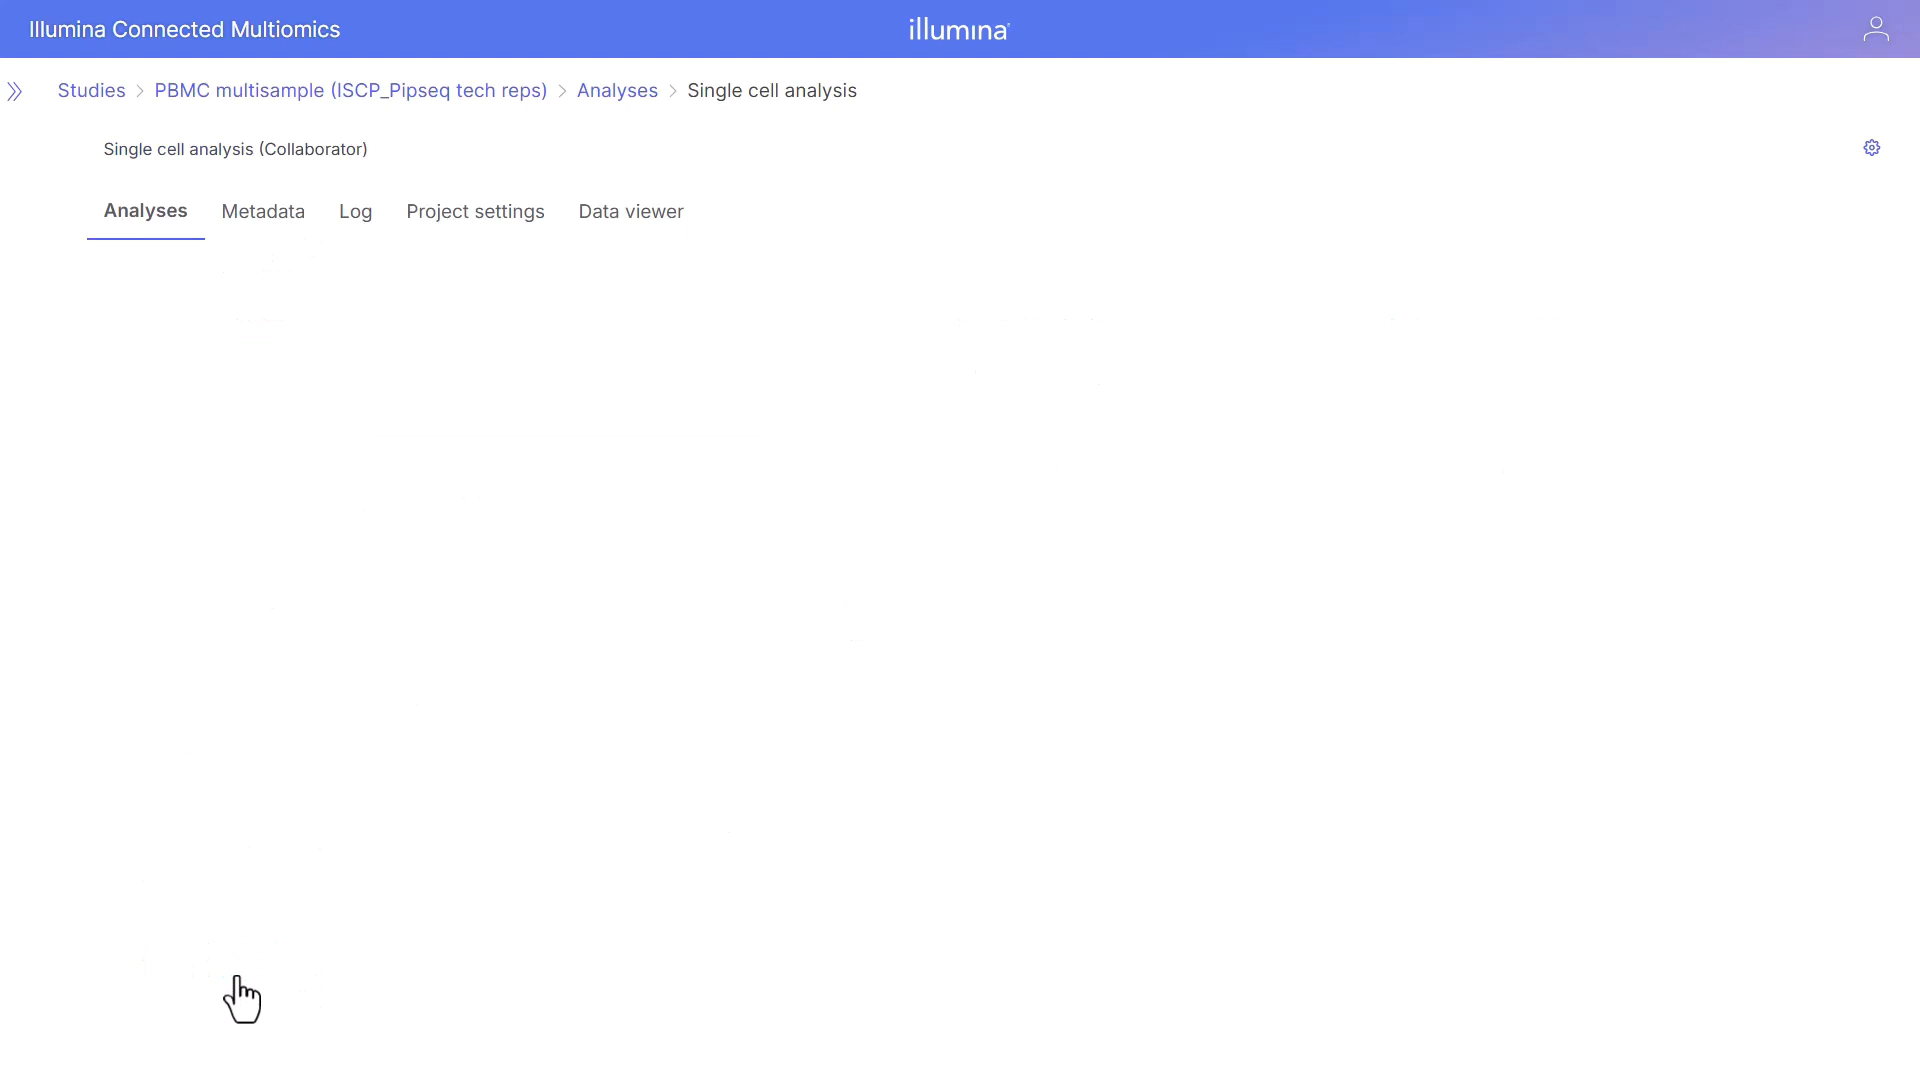 Illumina Connected Multiomics
illumina
Studies > PBMC multisample (ISCP_Pipseq tech reps) > Analyses > Single cell analysis
Single cell analysis (Collaborator)
Analyses Metadata Log Project settings Data viewer